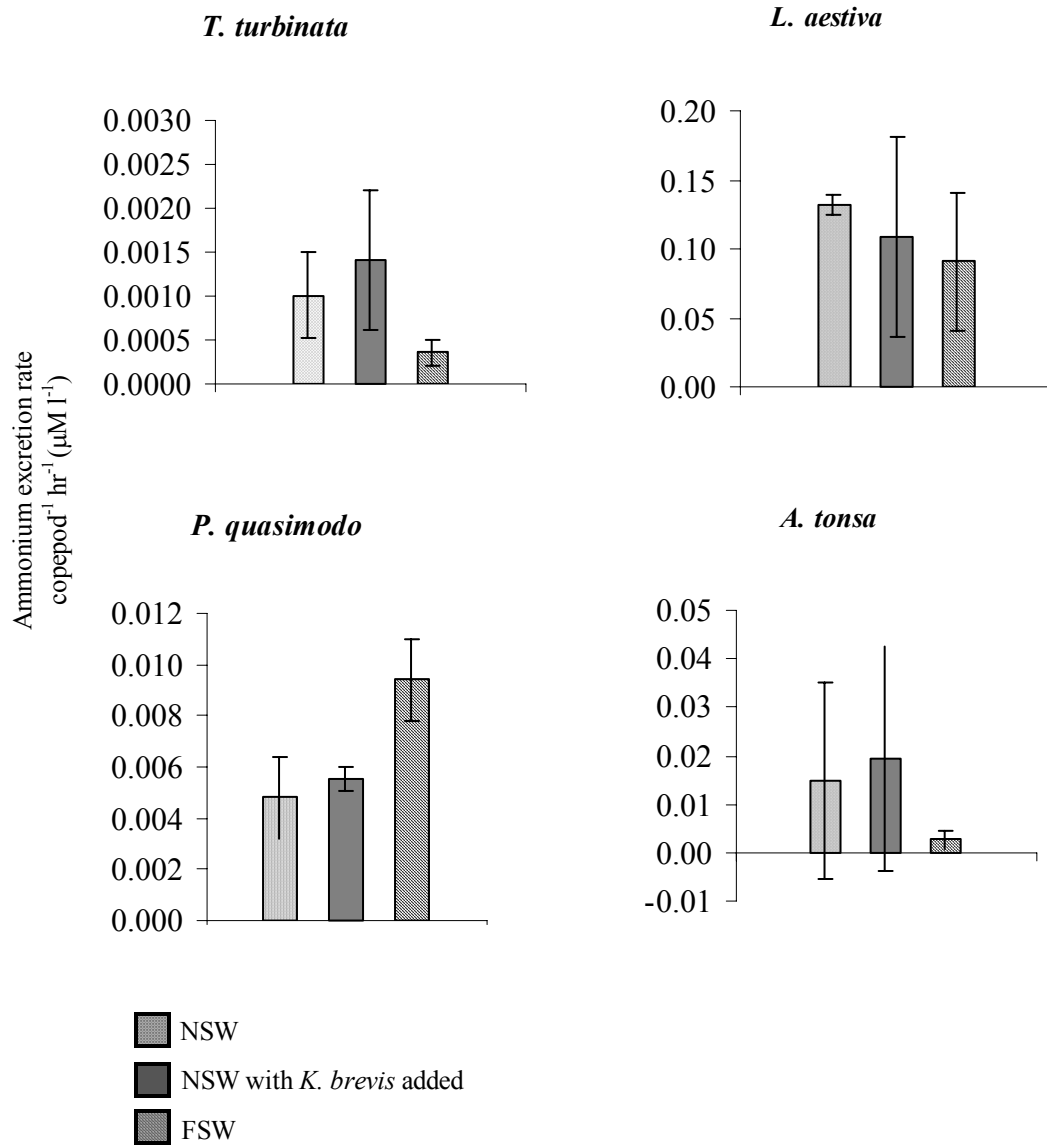 T. turbinata
0.0030
0.0025
0.0020
0.0015
0.0010
0.0005
0.0000
L. aestiva
0.20
0.15
0.10
0.05
0.00
Ammonium excretion rate
copepod⁻¹ hr⁻¹ (μM l⁻¹)
P. quasimodo
0.012
0.010
0.008
0.006
0.004
0.002
0.000
A. tonsa
0.05
0.04
0.03
0.02
0.01
0.00
-0.01
NSW
NSW with K. brevis added
FSW